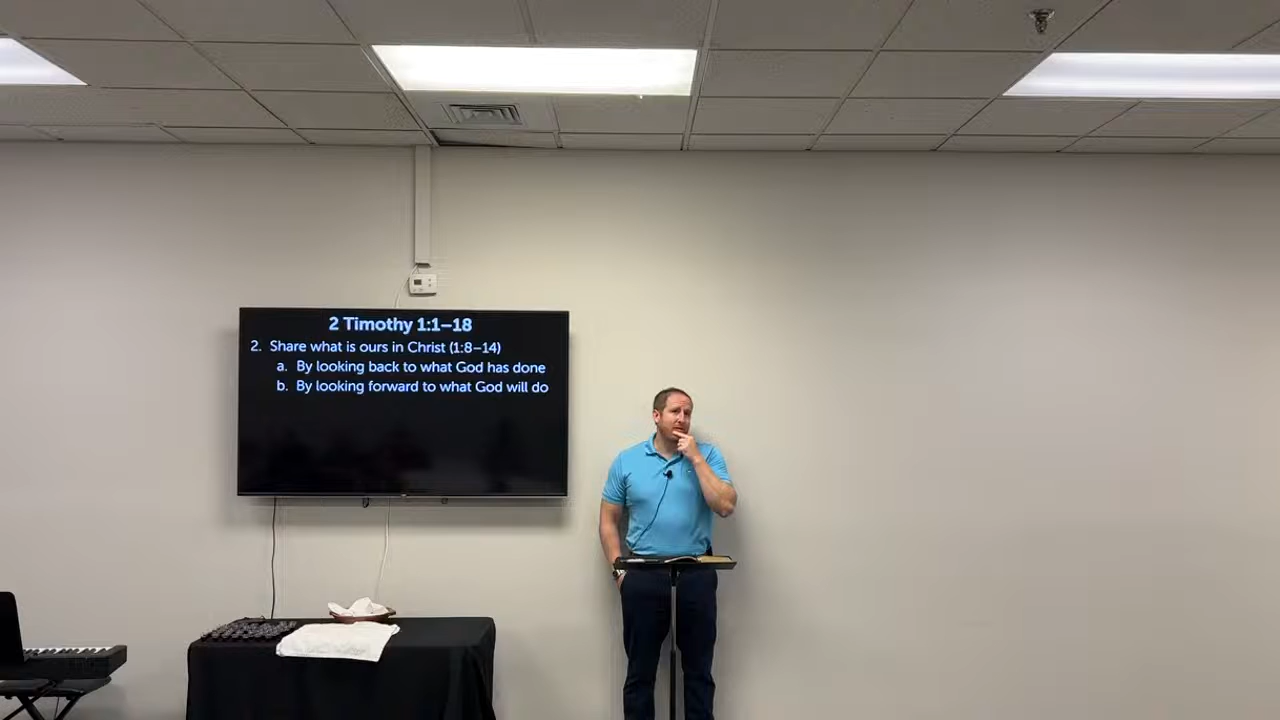 2 Timothy 1:1–18
2. Share what is ours in Christ (1:8–14)
a. By looking back to what God has done
b. By looking forward to what God will do